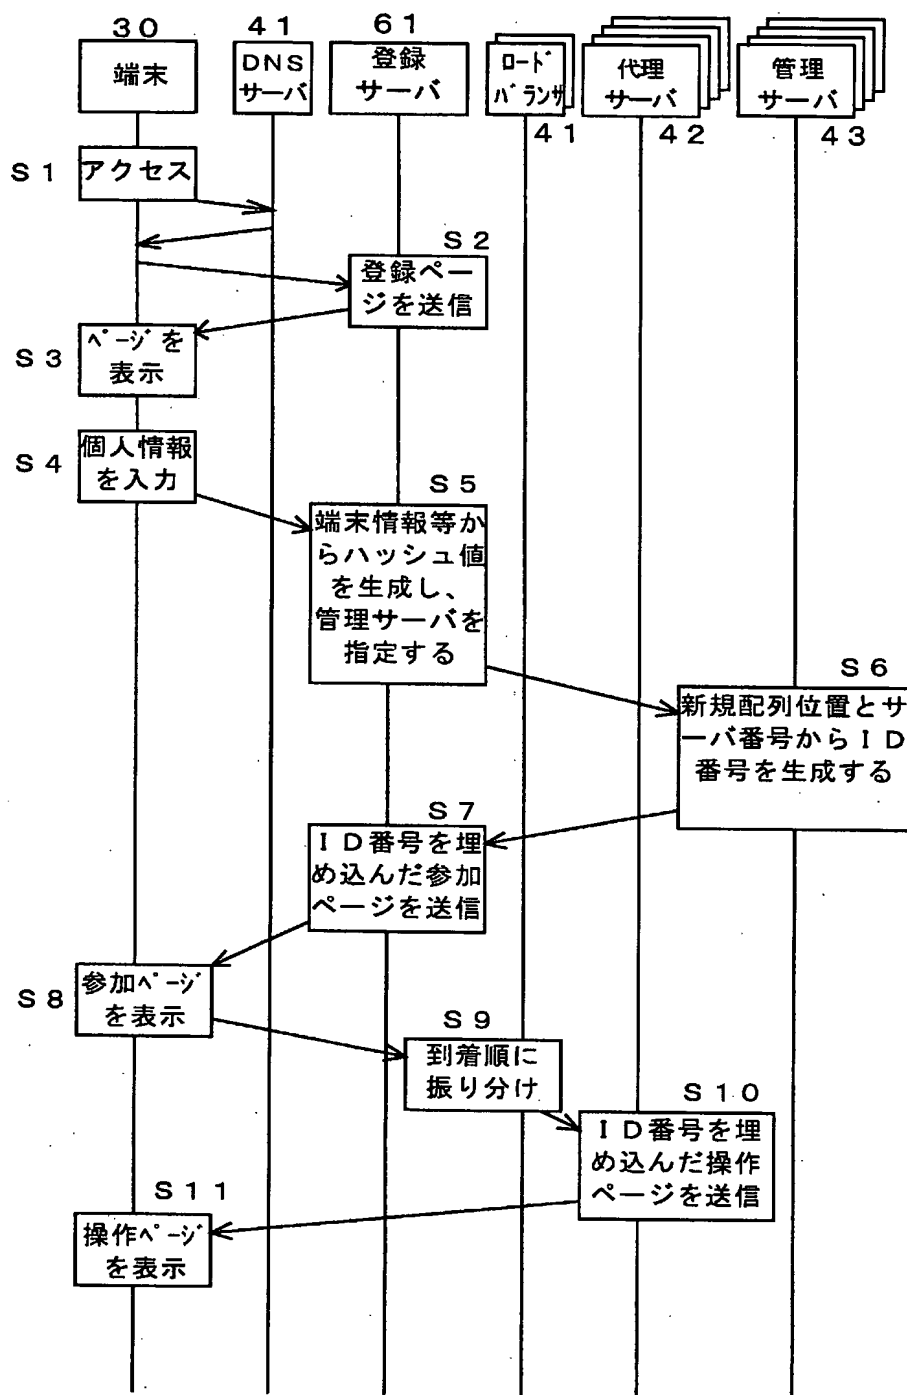 30
41
61
端末
DNS
サーバ
登録
サーバ
ロード
バランサ
41
代理
サーバ
42
管理
サーバ
43
S1
アクセス
S2
登録ペー
ジを送信
S3
ページを
表示
S4
個人情報
を入力
S5
端末情報等か
らハッシュ値
を生成し、
管理サーバを
指定する
S6
新規配列位置とサ
ーバ番号からID
番号を生成する
S7
ID番号を埋
め込んだ参加
ページを送信
S8
参加ページ
を表示
S9
到着順に
振り分け
S10
ID番号を埋
め込んだ操作
ページを送信
S11
操作ページ
を表示